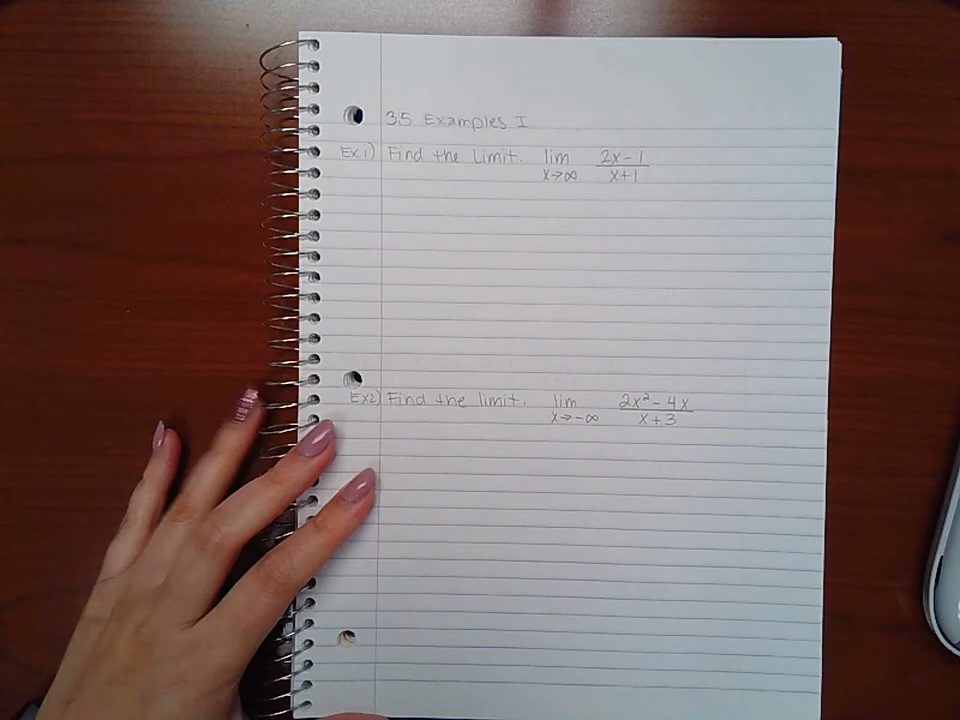 3.5 Examples I
Ex1) Find the Limit. lim 2x-1
x→∞ x+1
Ex2) Find the limit. lim 2x²-4x
x→-∞ x+3